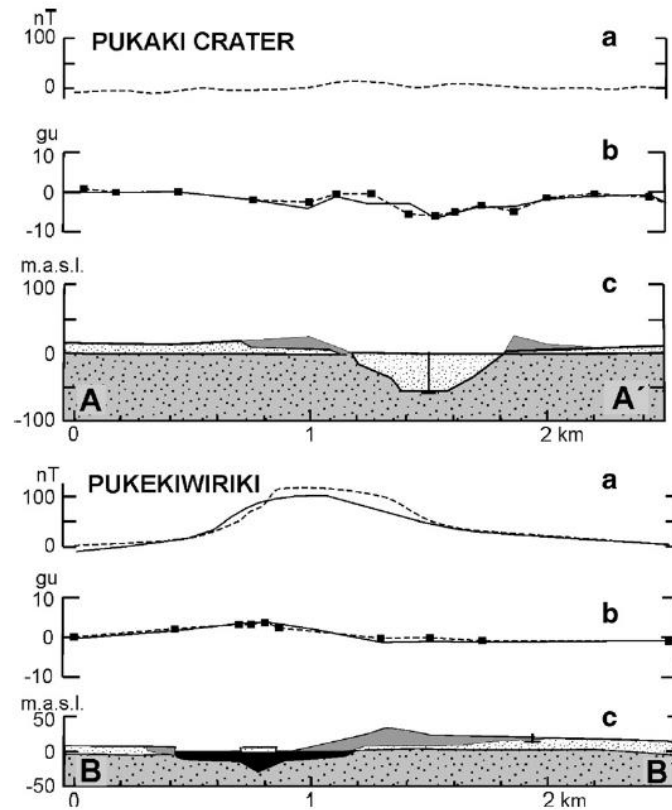 nT
100
PUKAKI CRATER
a
0
gu
10
b
0
-10
m.a.s.l.
100
c
0
A
A´
-100
0
1
2 km
nT
PUKEKIWIRIKI
a
100
0
gu
10
b
0
-10
m.a.s.l.
50
c
0
B
B´
-50
0
1
2 km